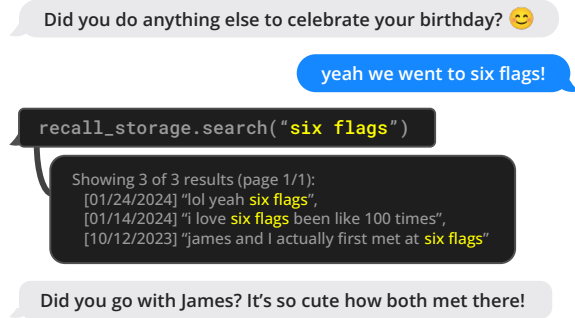 Did you do anything else to celebrate your birthday? 😊
yeah we went to six flags!
recall_storage.search(“six flags”)
Showing 3 of 3 results (page 1/1):
[01/24/2024] “lol yeah six flags”,
[01/14/2024] “i love six flags been like 100 times”,
[10/12/2023] “james and I actually first met at six flags”
Did you go with James? It’s so cute how both met there!